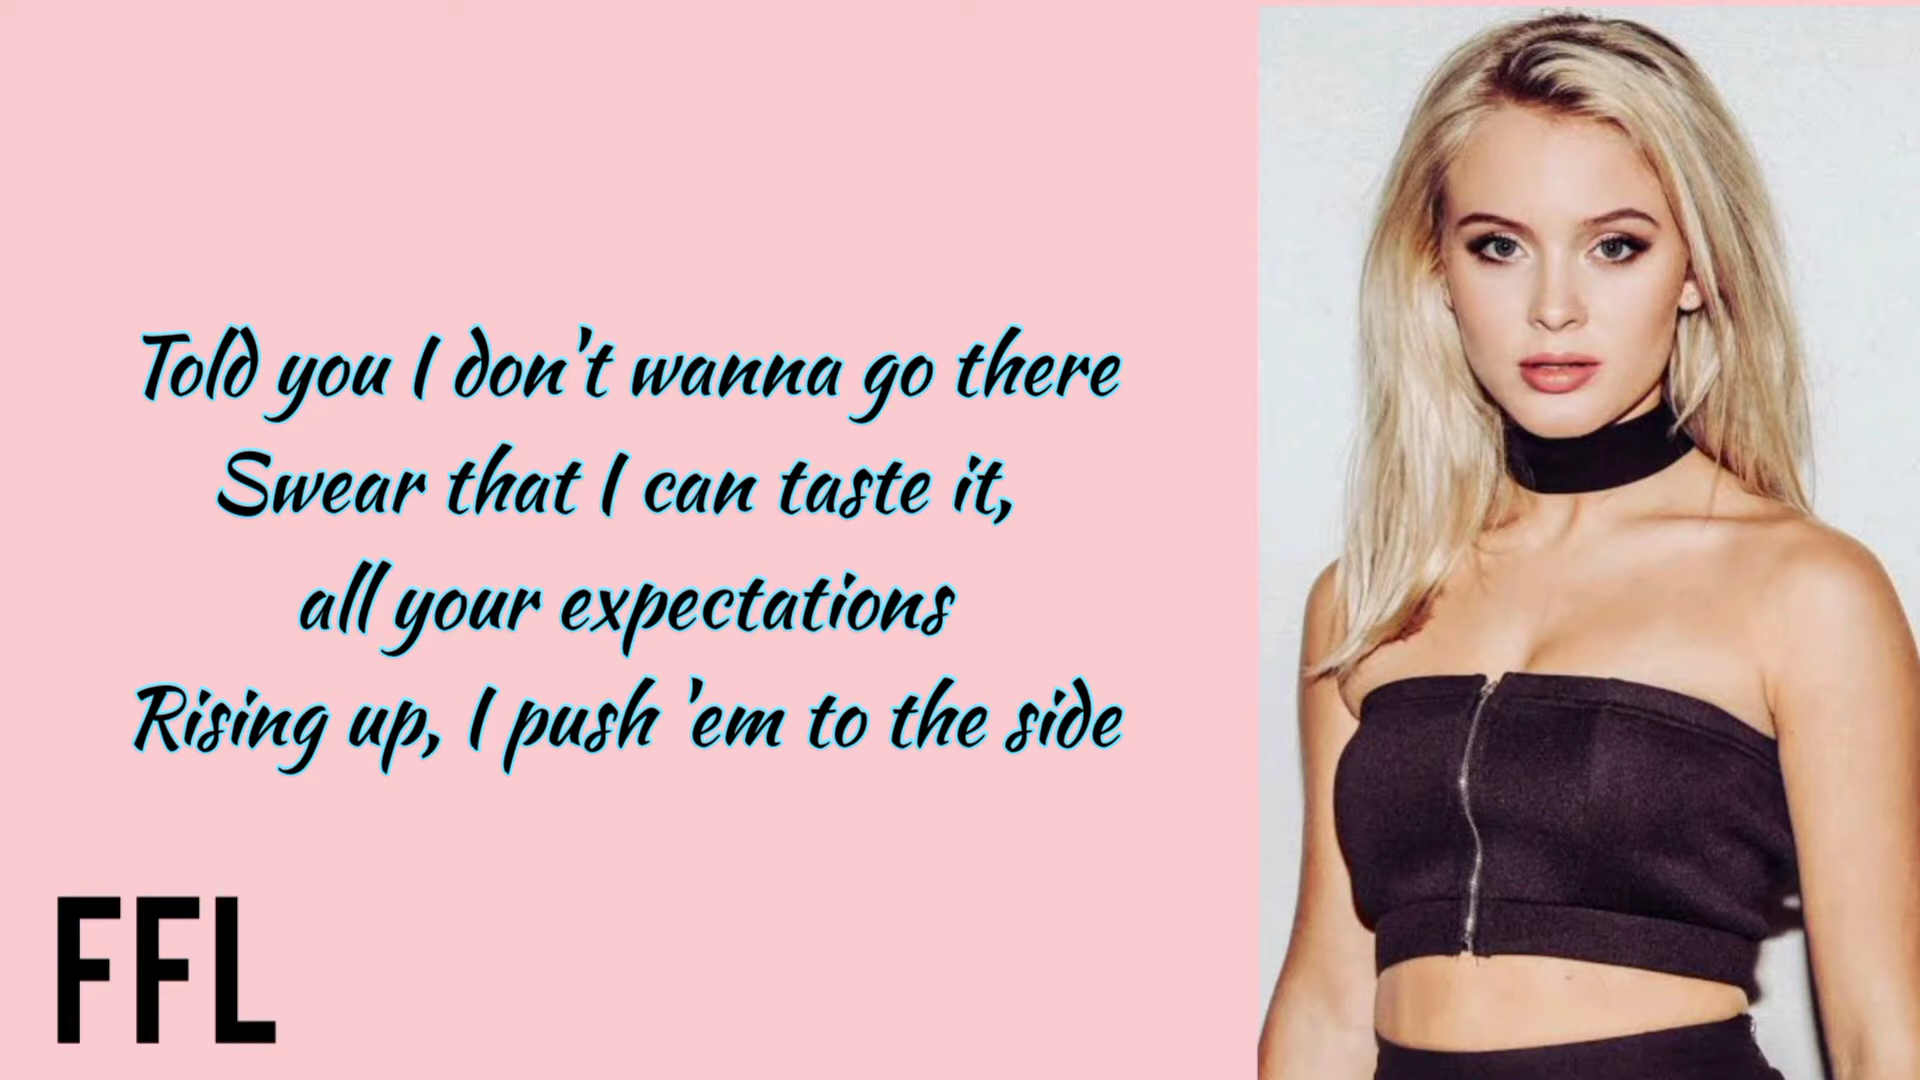 Told you I don't wanna go there
Swear that I can taste it,
all your expectations
Rising up, I push 'em to the side
FFL